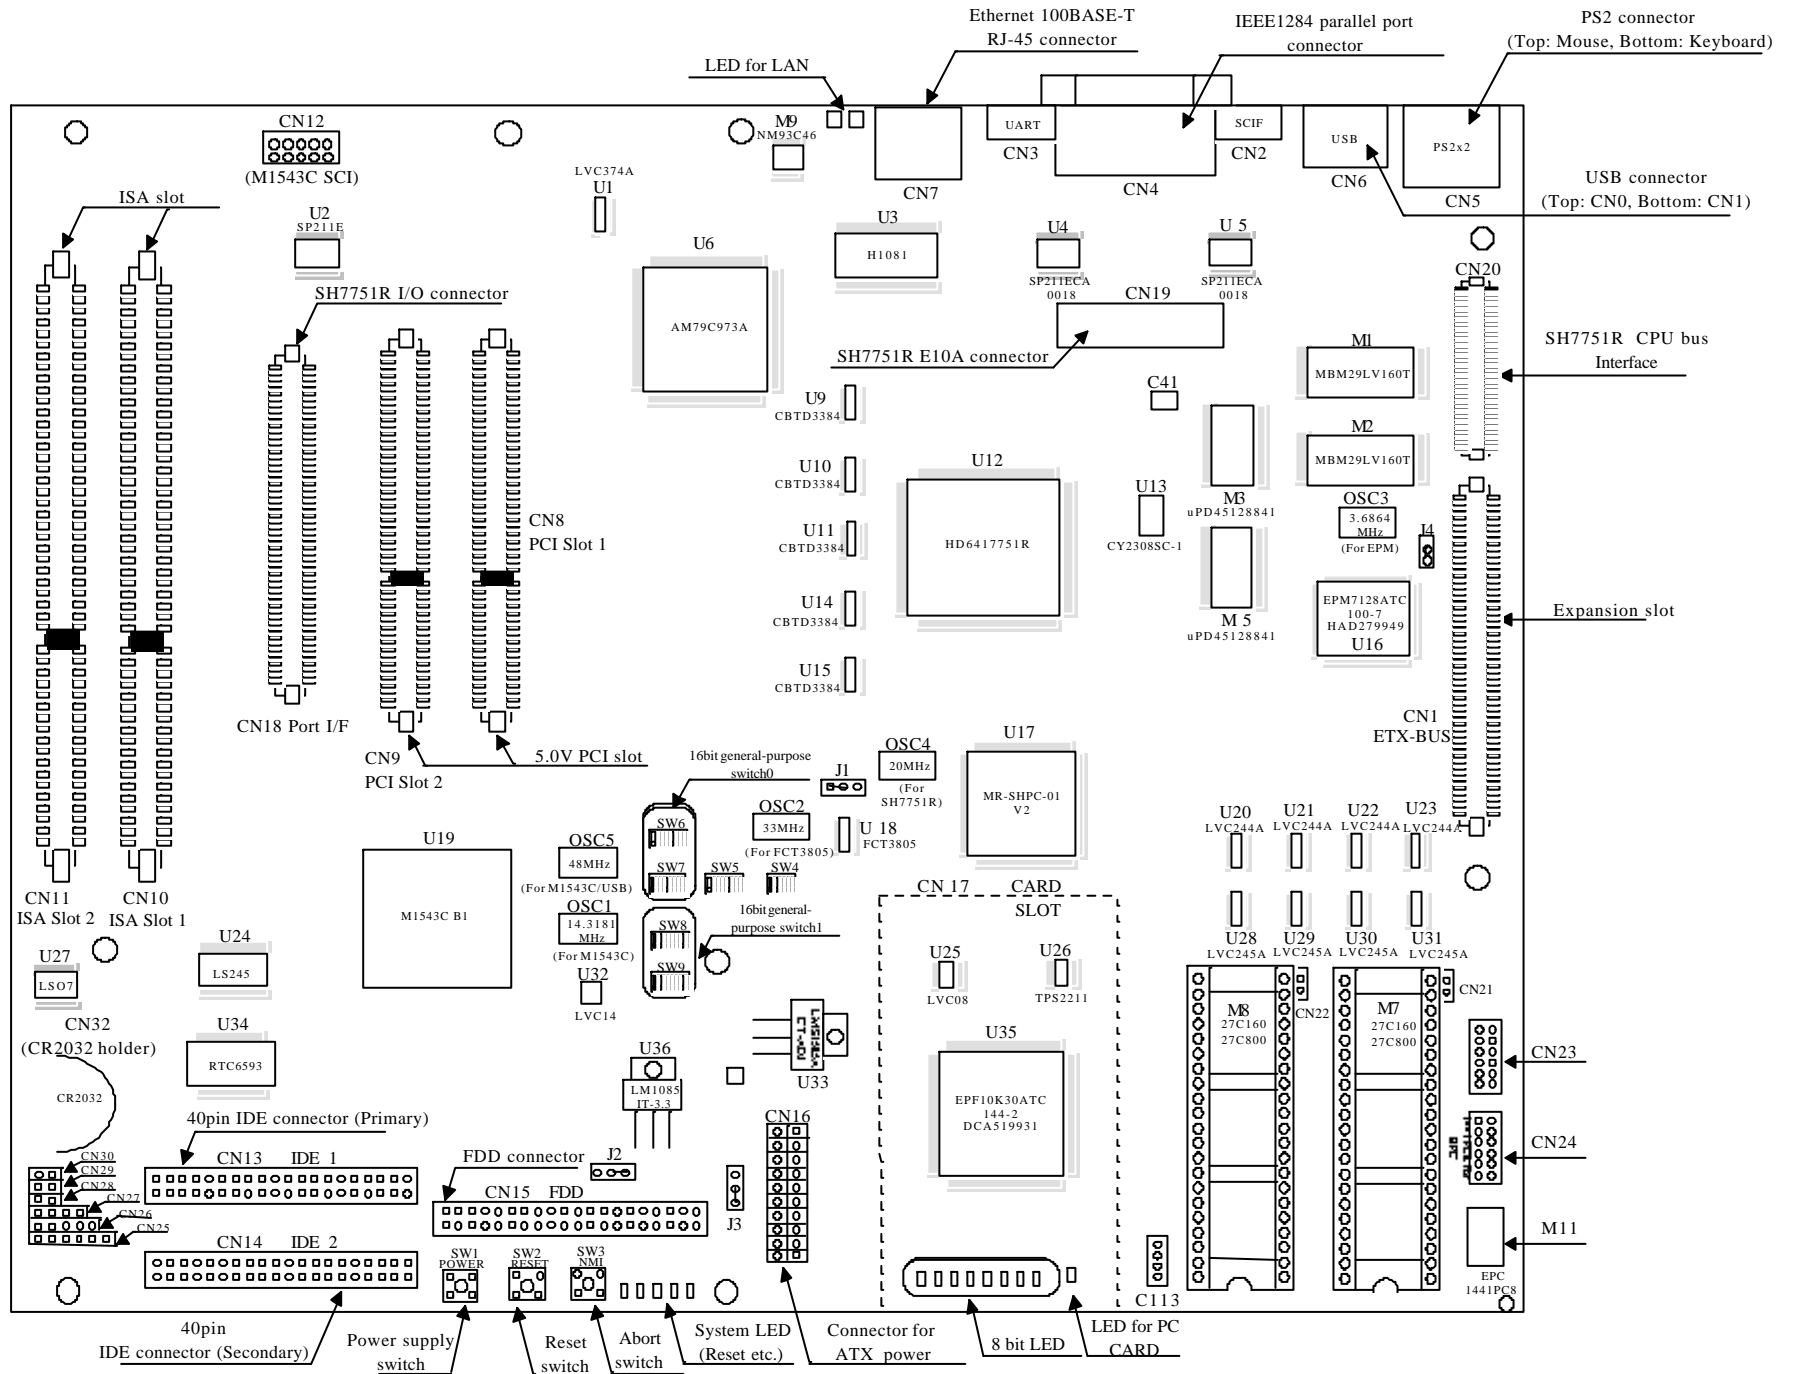 Ethernet 100BASE-T
RJ-45 connector
IEEE1284 parallel port
connector
PS2 connector
(Top: Mouse, Bottom: Keyboard)
LED for LAN
CN12
(M1543C SCI)
M9
NM93C46
UART
CN3
SCIF
CN2
USB
CN6
PS2x2
CN5
CN7
CN4
LVC374A
U1
USB connector
(Top: CN0, Bottom: CN1)
ISA slot
U2
SP211E
U3
H1081
U4
SP211ECA
0018
U 5
SP211ECA
0018
U6
AM79C973A
CN20
SH7751R I/O connector
CN19
SH7751R E10A connector
M1
MBM29LV160T
SH7751R CPU bus
Interface
C41
U9
CBTD3384
M2
MBM29LV160T
U10
CBTD3384
U12
HD6417751R
U13
CY2308SC-1
M3
uPD45128841
OSC3
3.6864
MHz
(For EPM)
J4
CN8
PCI Slot 1
U11
CBTD3384
U14
CBTD3384
M 5
uPD45128841
EPM7128ATC
100-7
HAD279949
U16
Expansion slot
U15
CBTD3384
CN18 Port I/F
CN9
PCI Slot 2
5.0V PCI slot
CN1
ETX-BUS
16bit general-purpose
switch0
J1
OSC4
20MHz
(For
SH7751R)
U17
MR-SHPC-01
V2
OSC2
33MHz
(For FCT3805)
U 18
FCT3805
U19
M1543C B1
OSC5
48MHz
(For M1543C/USB)
SW6
SW7
SW5
SW4
U20
LVC244A
U21
LVC244A
U22
LVC244A
U23
LVC244A
CN11
ISA Slot 2
CN10
ISA Slot 1
OSC1
14.3181
MHz
(For M1543C)
SW8
SW9
16bit general-
purpose switch1
CN 17
CARD
SLOT
U28
LVC245A
U29
LVC245A
U30
LVC245A
U31
LVC245A
U27
LSO7
U24
LS245
U32
LVC14
U25
LVC08
U26
TPS2211
CN22
CN21
M8
27C160
27C800
M7
27C160
27C800
CN32
(CR2032 holder)
CR2032
U34
RTC6593
U36
LM1085
IT-3.3
U33
U35
EPF10K30ATC
144-2
DCA519931
CN23
CN24
40pin IDE connector (Primary)
CN16
FDD connector
J2
J3
CN30
CN29
CN28
CN27
CN26
CN25
CN13 IDE 1
CN15 FDD
CN14 IDE 2
SW1
POWER
SW2
RESET
SW3
NMI
M11
EPC
1441PC8
C113
40pin
IDE connector (Secondary)
Power supply
switch
Reset
switch
Abort
switch
System LED
(Reset etc.)
Connector for
ATX power
8 bit LED
LED for PC
CARD